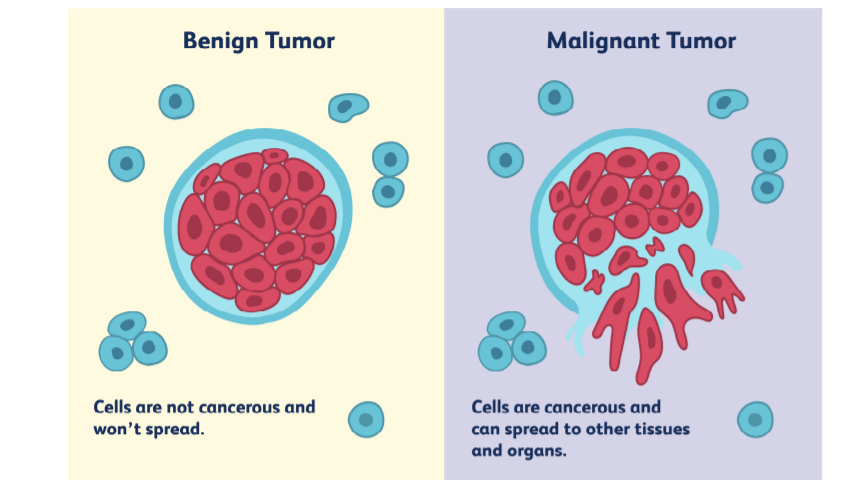 Benign Tumor
Cells are not cancerous and
won’t spread.
Malignant Tumor
Cells are cancerous and
can spread to other tissues
and organs.